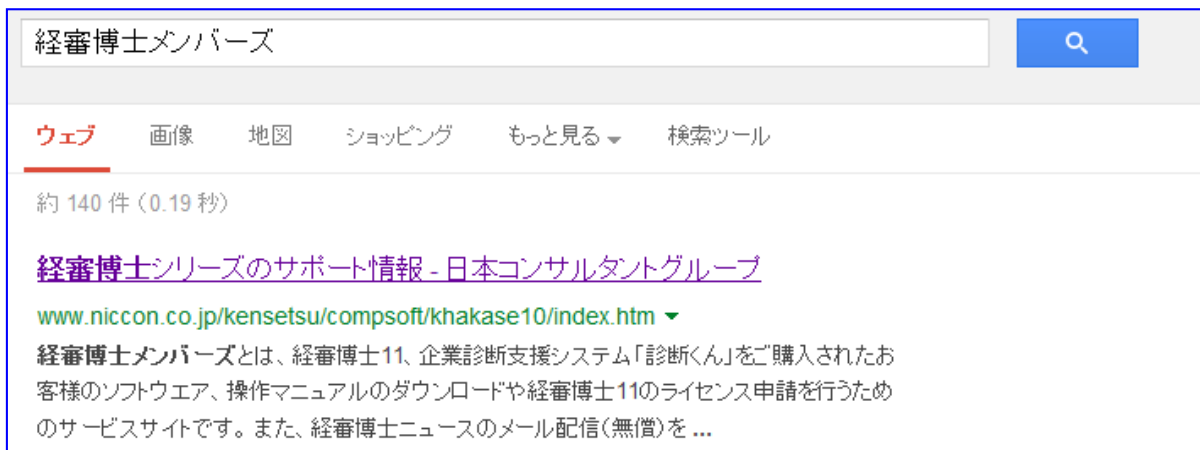 経審博士メンバーズ
ウェブ 画像 地図 ショッピング もっと見る 検索ツール
約 140 件 (0.19 秒)
経審博士シリーズのサポート情報 - 日本コンサルタントグループ
www.niccon.co.jp/kensetsu/compsoft/khakase10/index.htm
経審博士メンバーズとは、経審博士11、企業診断支援システム「診断くん」をご購入されたお
客様のソフトウエア、操作マニュアルのダウンロードや経審博士11のライセンス申請を行うため
のサービスサイトです。また、経審博士ニュースのメール配信(無償)を ...